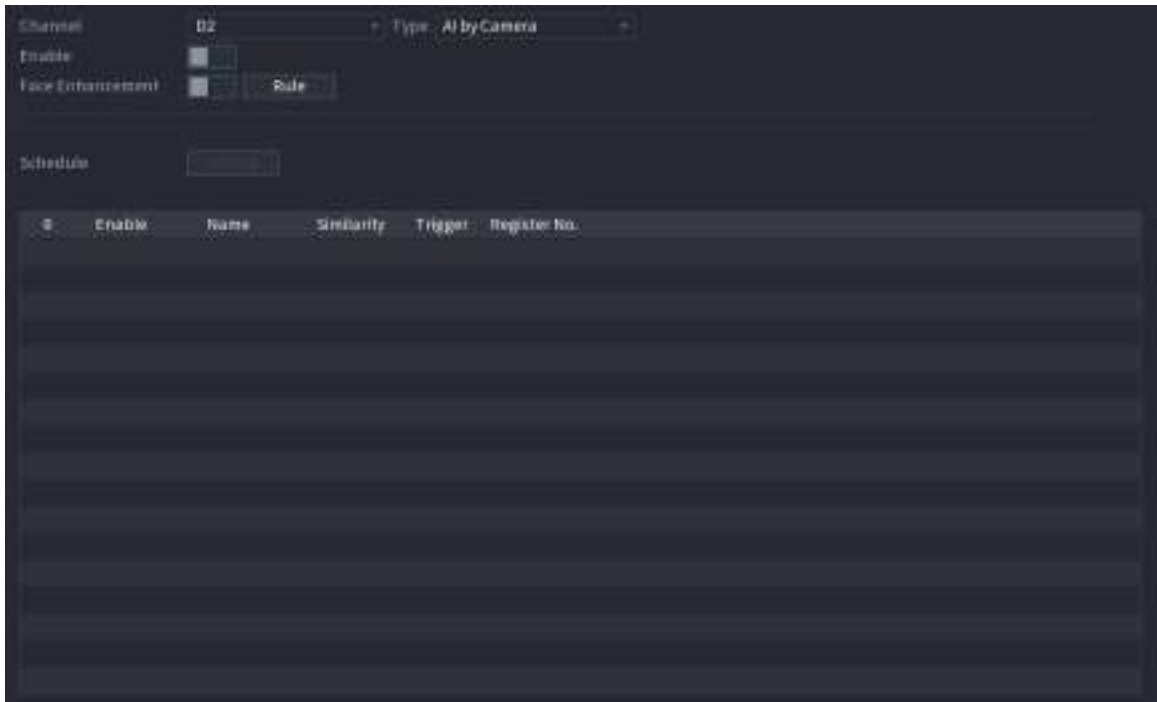 Channel D2 Type AI by Camera
Enable
Face Enhancement Rule
Schedule
0 Enable Name Similarity Trigger Register No.